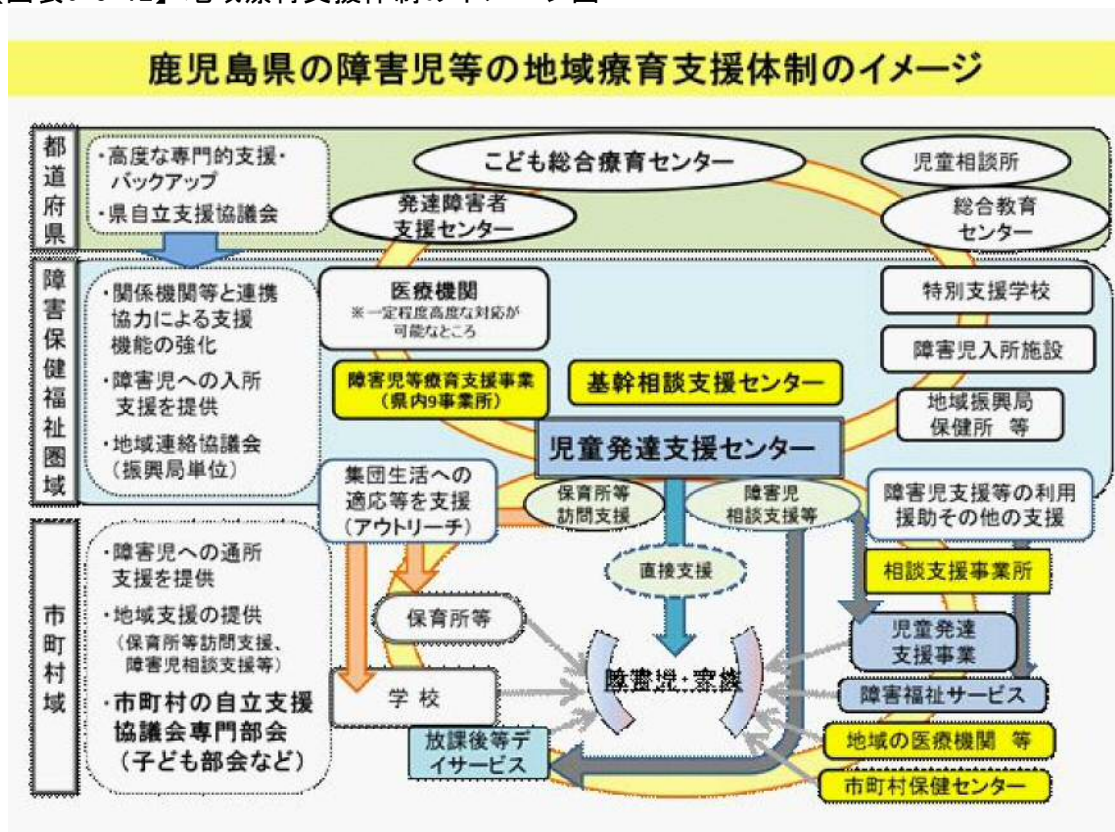 鹿児島県の障害児等の地域療育支援体制のイメージ
都道府県
・高度な専門的支援・
バックアップ
・県自立支援協議会
こども総合療育センター
児童相談所
発達障害者
支援センター
総合教育
センター
障害保健福祉圏域
・関係機関等と連携
協力による支援
機能の強化
・障害児への入所
支援を提供
・地域連絡協議会
(振興局単位)
医療機関
※一定程度高度な対応が
可能なところ
特別支援学校
障害児入所施設
障害児等療育支援事業
(県内9事業所)
基幹相談支援センター
地域振興局
保健所 等
児童発達支援センター
集団生活への
適応等を支援
(アウトリーチ)
保育所等
訪問支援
障害児
相談支援等
障害児支援等の利用
援助その他の支援
市町村域
・障害児への通所
支援を提供
・地域支援の提供
(保育所等訪問支援、
障害児相談支援等)
・市町村の自立支援
協議会専門部会
(子ども部会など)
直接支援
相談支援事業所
保育所等
児童発達
支援事業
障害児・家族
学 校
障害福祉サービス
放課後等デ
イサービス
地域の医療機関 等
市町村保健センター